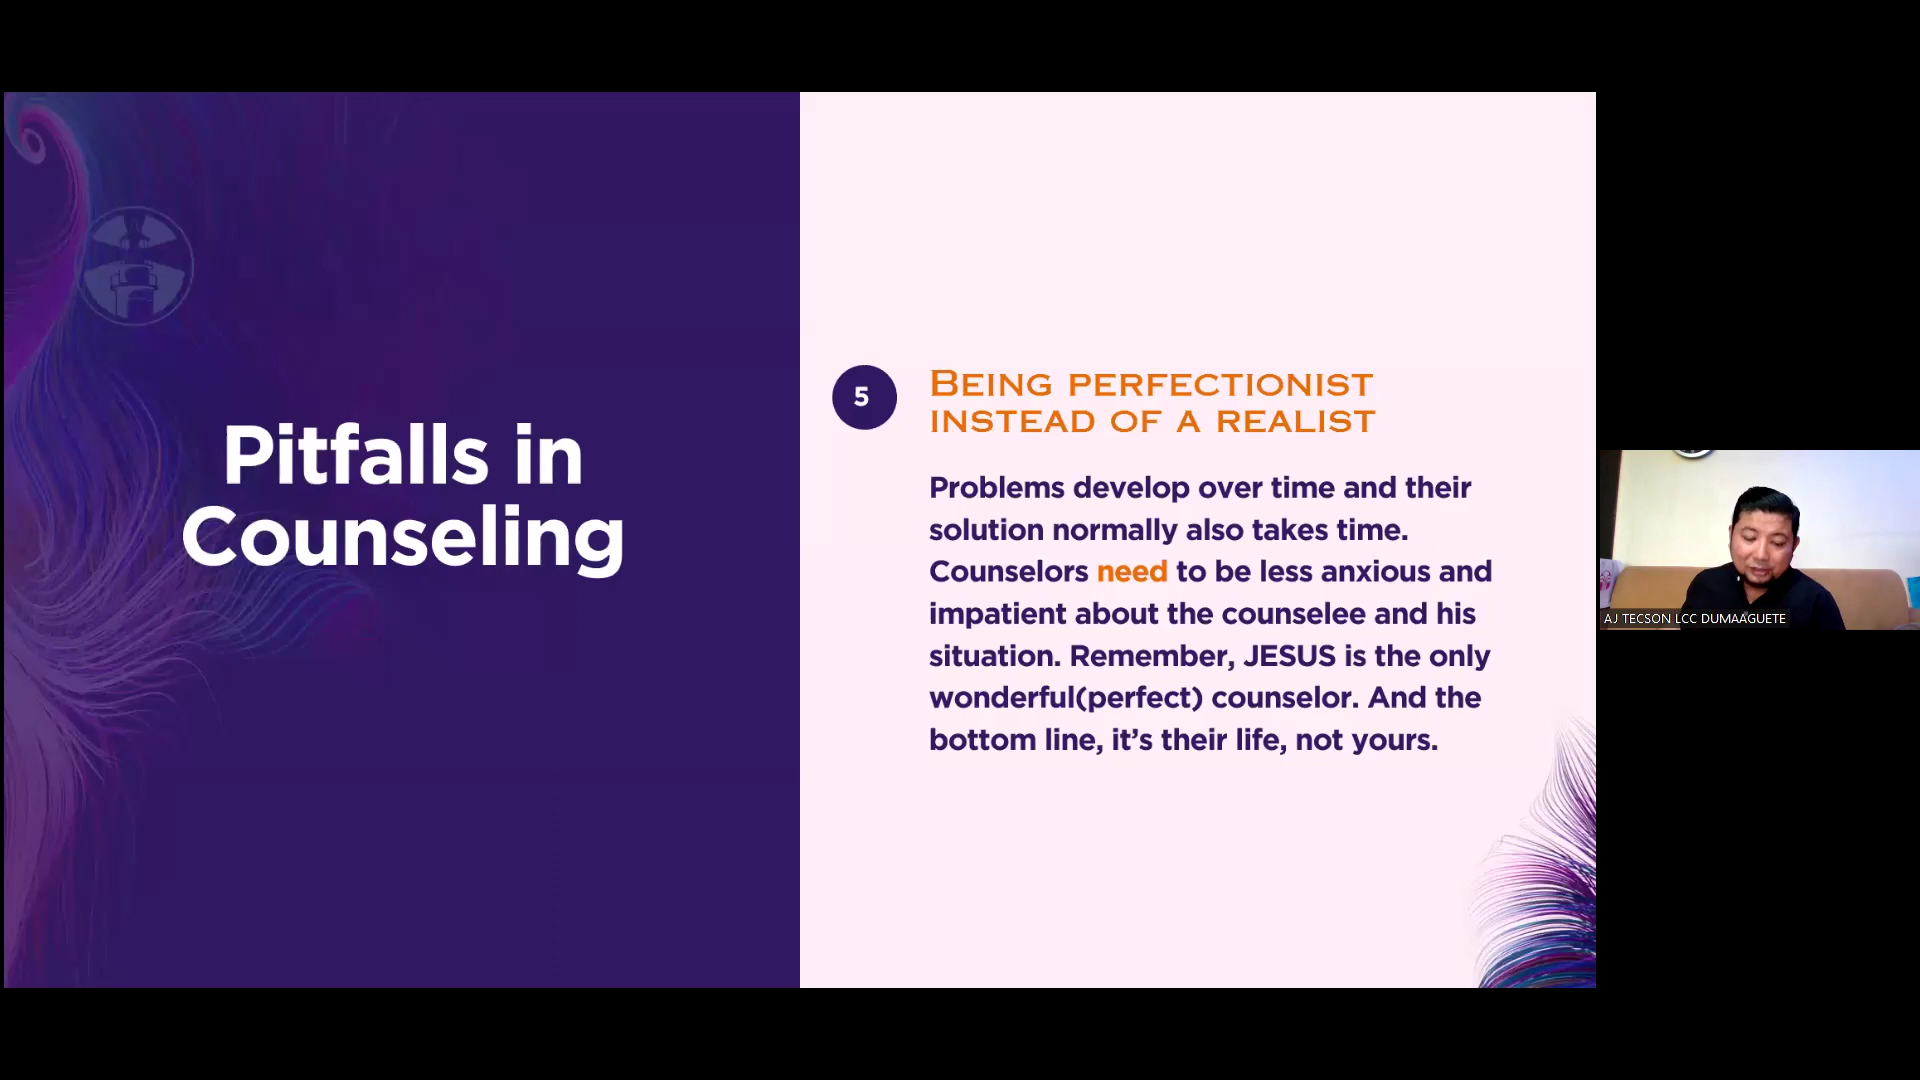 Pitfalls in
Counseling
5
BEING PERFECTIONIST
INSTEAD OF A REALIST
Problems develop over time and their
solution normally also takes time.
Counselors need to be less anxious and
impatient about the counselee and his
situation. Remember, JESUS is the only
wonderful(perfect) counselor. And the
bottom line, it’s their life, not yours.
AJ TECSON LCC DUMAAGUETE